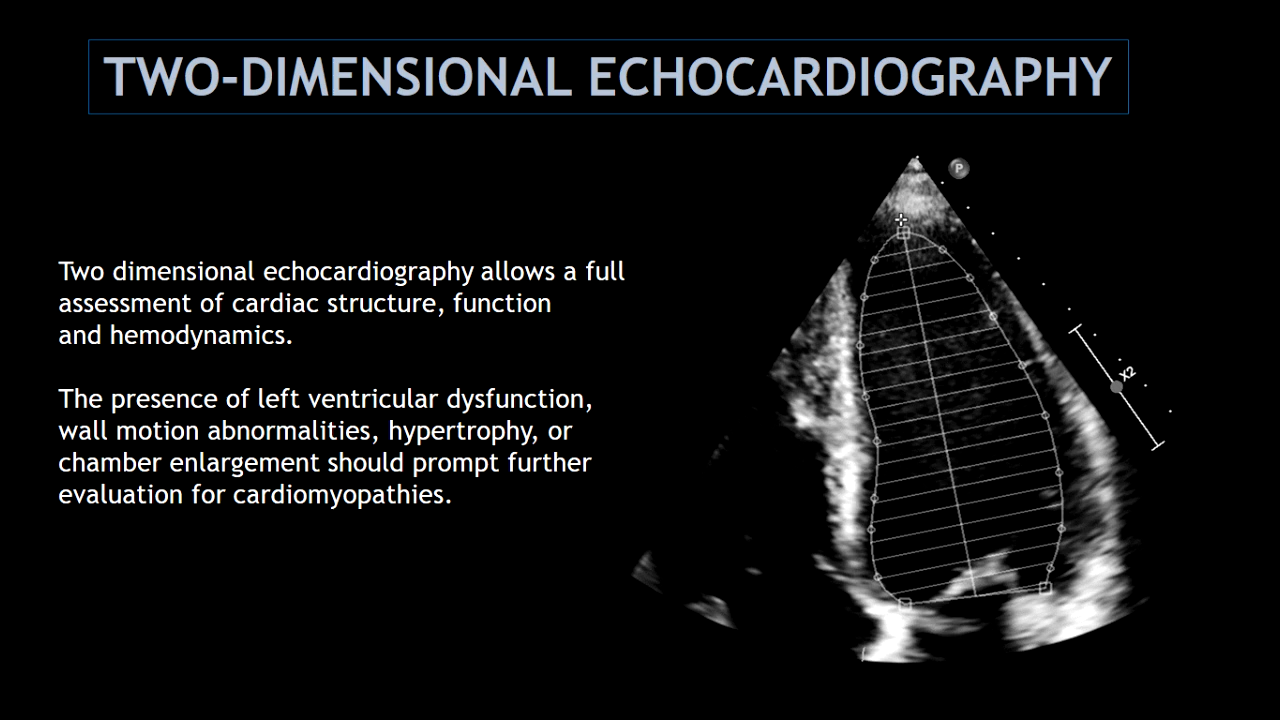 TWO-DIMENSIONAL ECHOCARDIOGRAPHY
P
Two dimensional echocardiography allows a full
assessment of cardiac structure, function
and hemodynamics.
X2
The presence of left ventricular dysfunction,
wall motion abnormalities, hypertrophy, or
chamber enlargement should prompt further
evaluation for cardiomyopathies.